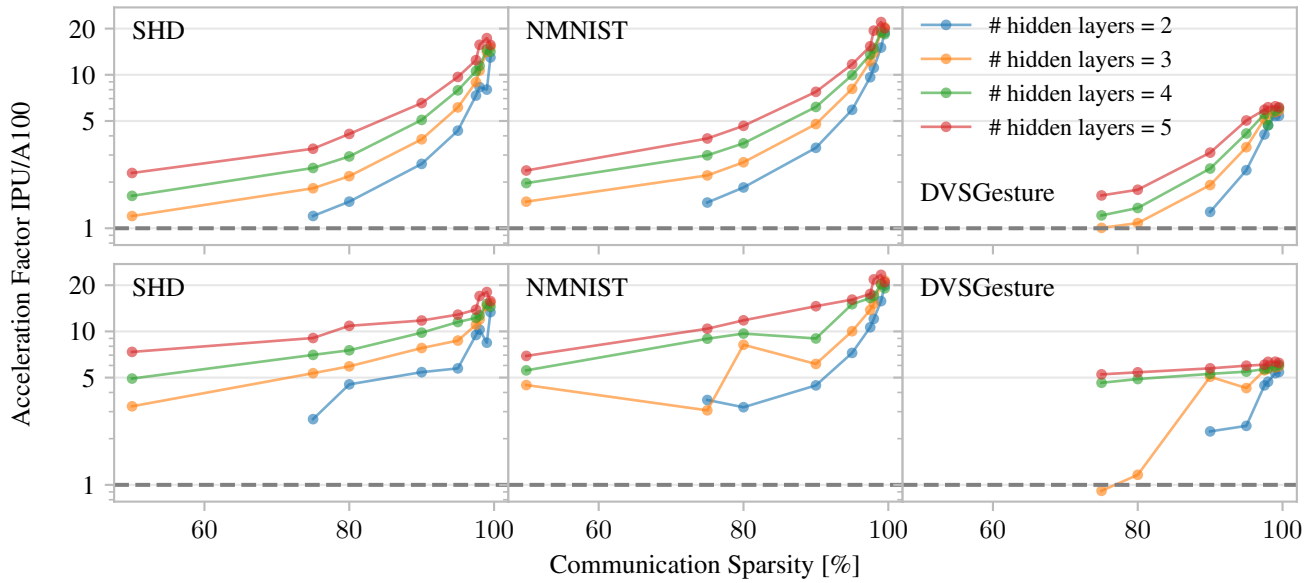 Acceleration Factor IPU/A100
SHD
NMNIST
DVSGesture
# hidden layers = 2
# hidden layers = 3
# hidden layers = 4
# hidden layers = 5
20
10
5
1
SHD
NMNIST
DVSGesture
20
10
5
1
60 80 100 60 80 100 60 80 100
Communication Sparsity [%]